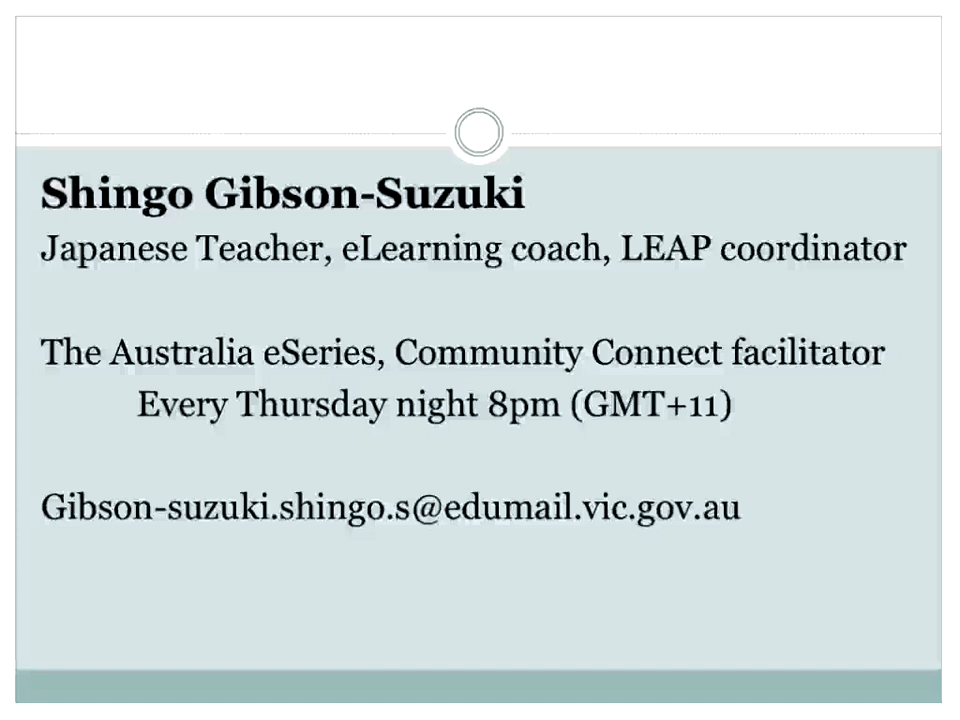 Shingo Gibson-Suzuki
Japanese Teacher, eLearning coach, LEAP coordinator
The Australia eSeries, Community Connect facilitator
Every Thursday night 8pm (GMT+11)
Gibson-suzuki.shingo.s@edumail.vic.gov.au